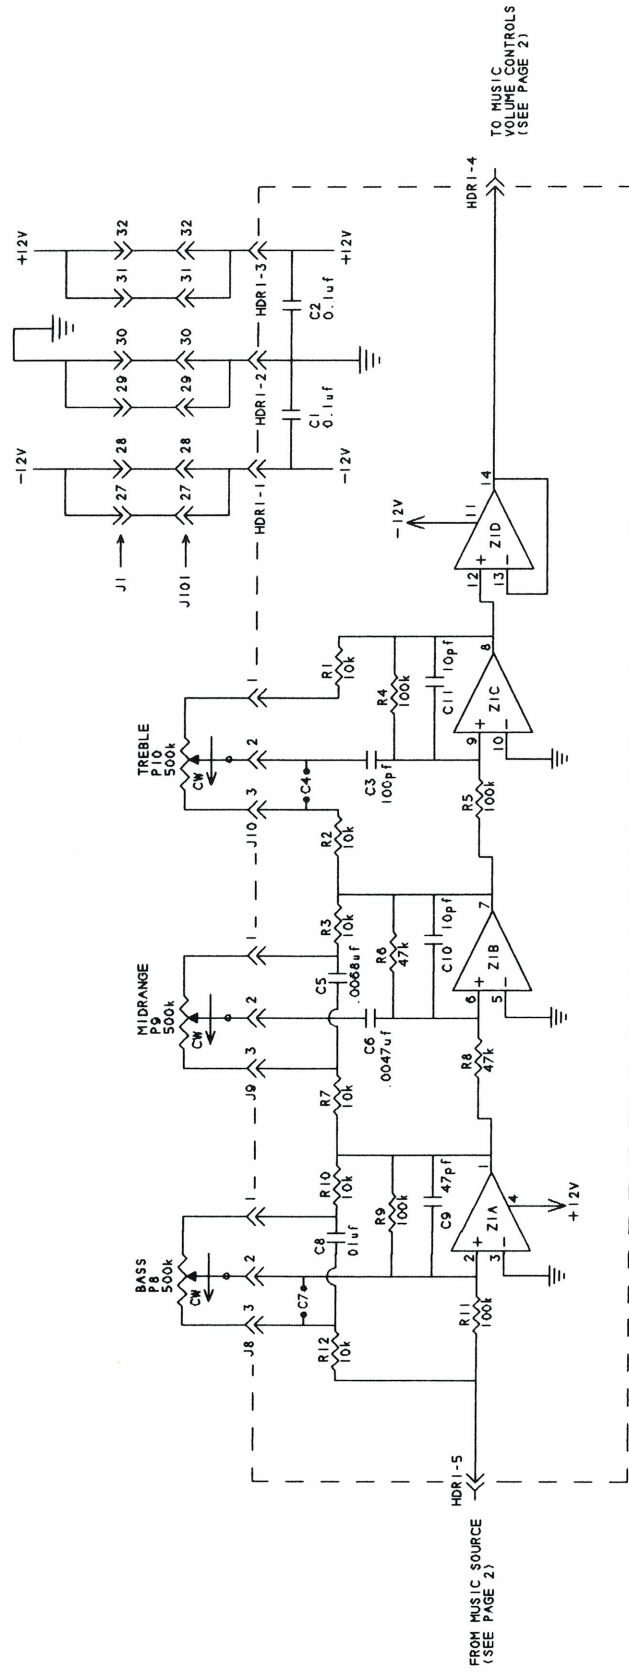 -12V
+12V
J1
27
28
29
30
31
32
J101
27
28
29
30
31
32
HDR1-1
HDR1-2
HDR1-3
C1
0.1uf
C2
0.1uf
-12V
+12V
BASS
P8
500k
CW
J8
3
2
1
MIDRANGE
P9
500k
CW
J9
3
2
1
TREBLE
P10
500k
CW
J10
3
2
1
C7
R12
10k
C8
.01uf
R10
10k
R7
10k
C5
.0068uf
R3
10k
R2
10k
C4
R1
10k
R9
100k
C9
47pf
C6
.0047uf
R6
47k
C10
10pf
C3
100pf
R4
100k
C11
10pf
FROM MUSIC SOURCE
(SEE PAGE 2)
HDR1-5
R11
100k
2
+
3
-
Z1A
1
4
+12V
R8
47k
6
+
5
-
Z1B
7
R5
100k
9
+
10
-
Z1C
8
12
+
13
-
Z1D
11
-12V
14
HDR1-4
TO MUSIC
VOLUME CONTROLS
(SEE PAGE 2)